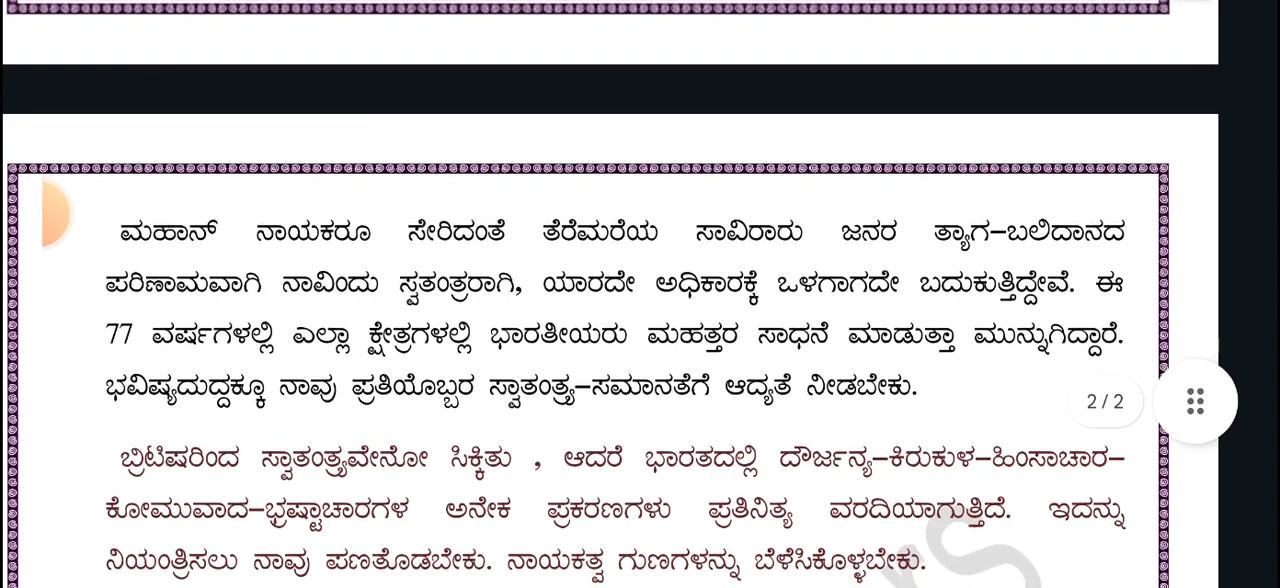 ಮಹಾನ್ ನಾಯಕರೂ ಸೇರಿದಂತೆ ತೆರೆಮರೆಯ ಸಾವಿರಾರು ಜನರ ತ್ಯಾಗ–ಬಲಿದಾನದ
ಪರಿಣಾಮವಾಗಿ ನಾವಿಂದು ಸ್ವತಂತ್ರರಾಗಿ, ಯಾರದೇ ಅಧಿಕಾರಕ್ಕೆ ಒಳಗಾಗದೇ ಬದುಕುತ್ತಿದ್ದೇವೆ. ಈ
77 ವರ್ಷಗಳಲ್ಲಿ ಎಲ್ಲಾ ಕ್ಷೇತ್ರಗಳಲ್ಲಿ ಭಾರತೀಯರು ಮಹತ್ತರ ಸಾಧನೆ ಮಾಡುತ್ತಾ ಮುನ್ನುಗಿದ್ದಾರೆ.
ಭವಿಷ್ಯದುದ್ದಕ್ಕೂ ನಾವು ಪ್ರತಿಯೊಬ್ಬರ ಸ್ವಾತಂತ್ರ್ಯ–ಸಮಾನತೆಗೆ ಆದ್ಯತೆ ನೀಡಬೇಕು.
2 / 2
ಬ್ರಿಟಿಷರಿಂದ ಸ್ವಾತಂತ್ರ್ಯವೇನೋ ಸಿಕ್ಕಿತು , ಆದರೆ ಭಾರತದಲ್ಲಿ ದೌರ್ಜನ್ಯ–ಕಿರುಕುಳ–ಹಿಂಸಾಚಾರ–
ಕೋಮುವಾದ–ಭ್ರಷ್ಟಾಚಾರಗಳ ಅನೇಕ ಪ್ರಕರಣಗಳು ಪ್ರತಿನಿತ್ಯ ವರದಿಯಾಗುತ್ತಿದೆ. ಇದನ್ನು
ನಿಯಂತ್ರಿಸಲು ನಾವು ಪಣತೊಡಬೇಕು. ನಾಯಕತ್ವ ಗುಣಗಳನ್ನು ಬೆಳೆಸಿಕೊಳ್ಳಬೇಕು.